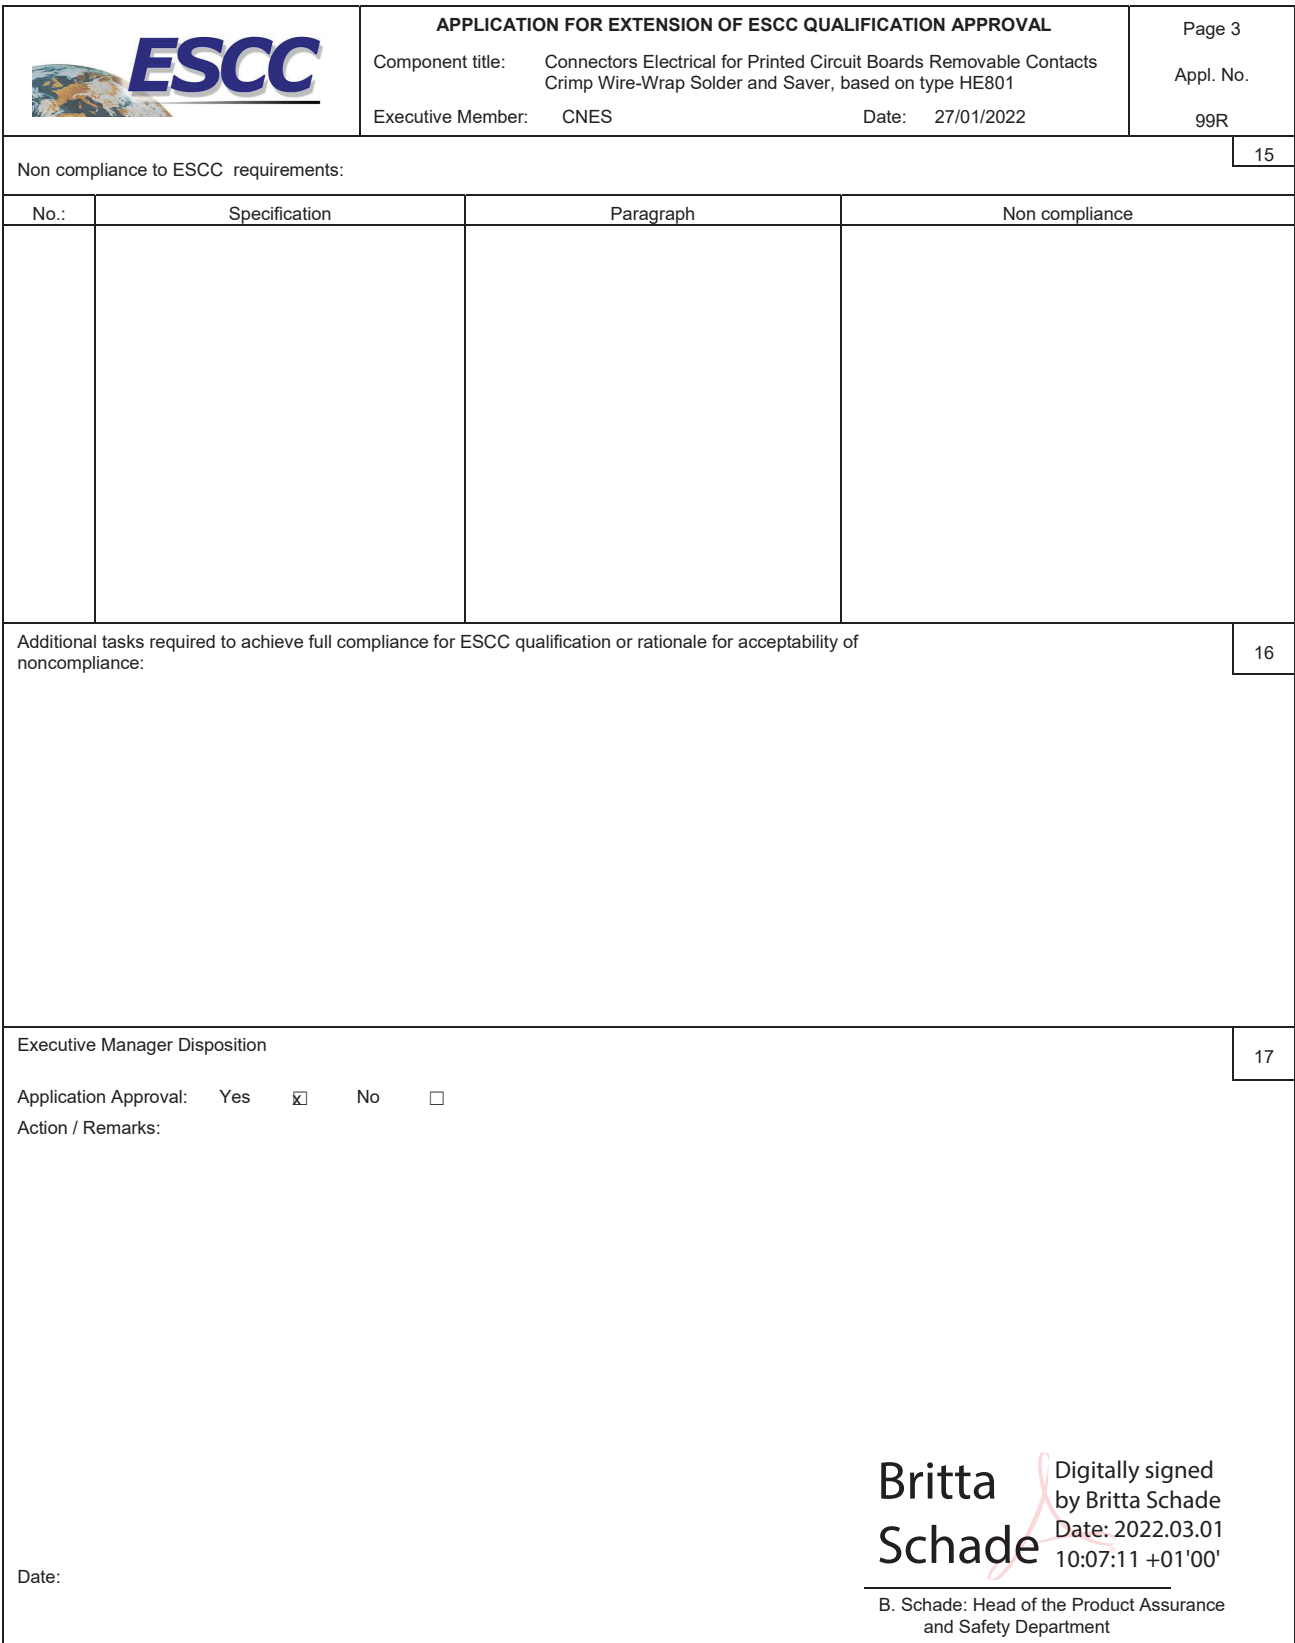 ESCC
APPLICATION FOR EXTENSION OF ESCC QUALIFICATION APPROVAL
Component title: Connectors Electrical for Printed Circuit Boards Removable Contacts
Crimp Wire-Wrap Solder and Saver, based on type HE801
Executive Member: CNES Date: 27/01/2022
Page 3
Appl. No.
99R
Non compliance to ESCC requirements:
15
No.: Specification Paragraph Non compliance
Additional tasks required to achieve full compliance for ESCC qualification or rationale for acceptability of
noncompliance:
16
Executive Manager Disposition
17
Application Approval: Yes x No
Action / Remarks:
Britta
Schade
Digitally signed
by Britta Schade
Date: 2022.03.01
10:07:11 +01'00'
Date:
B. Schade: Head of the Product Assurance
and Safety Department